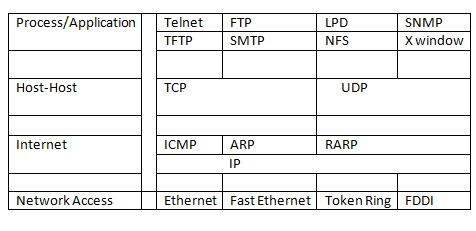 Process/Application Telnet FTP LPD SNMP
TFTP SMTP NFS X window
Host-Host TCP UDP
Internet ICMP ARP RARP
IP
Network Access Ethernet Fast Ethernet Token Ring FDDI